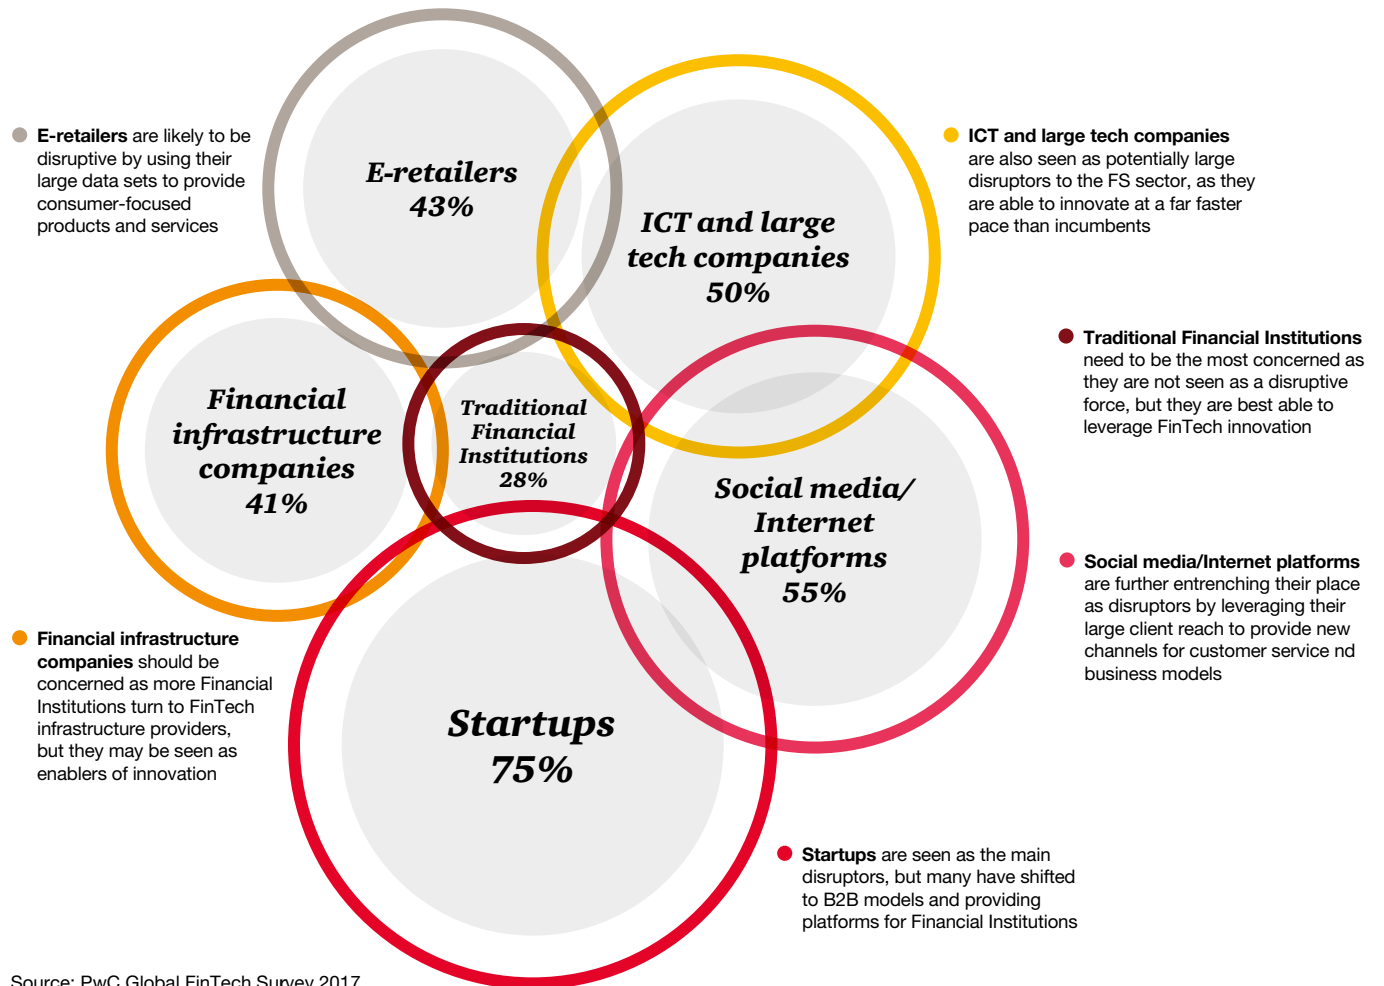 E-retailers are likely to be
disruptive by using their
large data sets to provide
consumer-focused
products and services
E-retailers
43%
ICT and large
tech companies
50%
ICT and large tech companies
are also seen as potentially large
disruptors to the FS sector, as they
are able to innovate at a far faster
pace than incumbents
Financial
infrastructure
companies
41%
Traditional
Financial
Institutions
28%
Traditional Financial Institutions
need to be the most concerned as
they are not seen as a disruptive
force, but they are best able to
leverage FinTech innovation
Social media/
Internet
platforms
55%
Social media/Internet platforms
are further entrenching their place
as disruptors by leveraging their
large client reach to provide new
channels for customer service nd
business models
Financial infrastructure
companies should be
concerned as more Financial
Institutions turn to FinTech
infrastructure providers,
but they may be seen as
enablers of innovation
Startups
75%
Startups are seen as the main
disruptors, but many have shifted
to B2B models and providing
platforms for Financial Institutions
Source: PwC Global FinTech Survey 2017